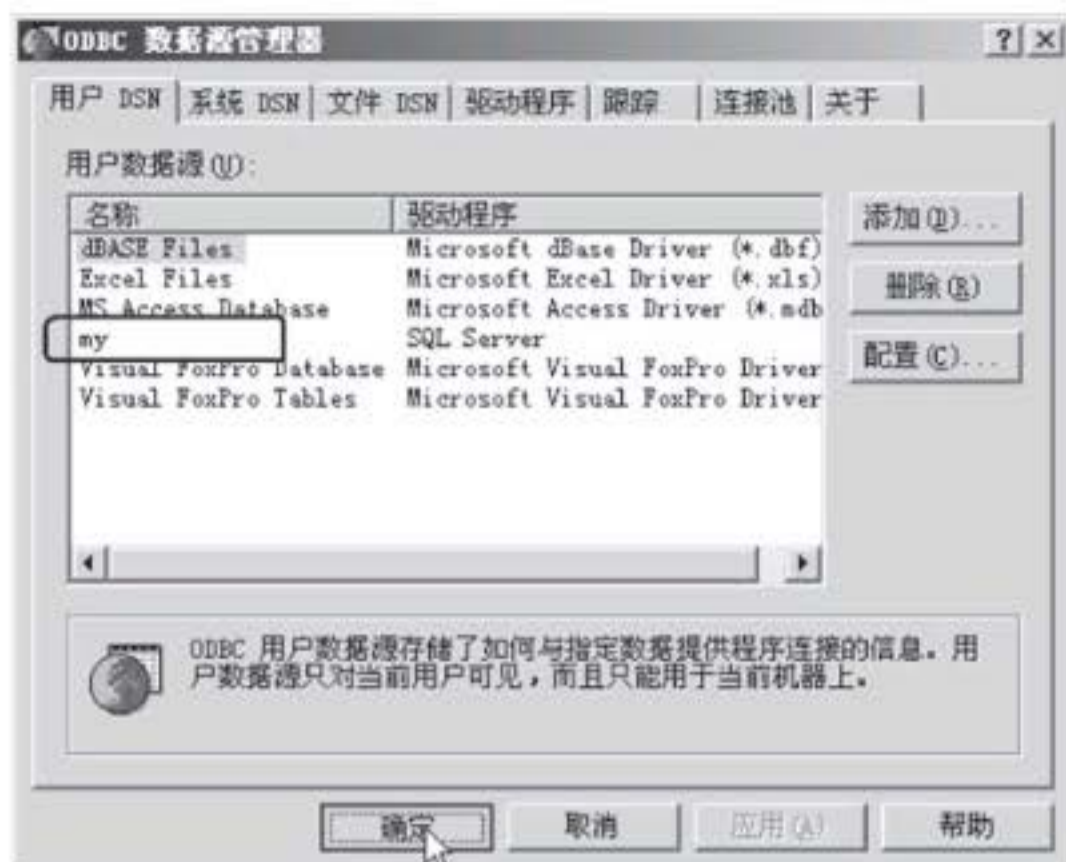 ODBC 数据源管理器
用户 DSN 系统 DSN 文件 DSN 驱动程序 跟踪 连接池 关于
用户数据源(U):
名称 驱动程序
dBASE Files Microsoft dBase Driver (*.dbf)
Excel Files Microsoft Excel Driver (*.xls)
MS Access Database Microsoft Access Driver (*.mdb
my SQL Server
Visual FoxPro Database Microsoft Visual FoxPro Driver
Visual FoxPro Tables Microsoft Visual FoxPro Driver
添加(D)...
删除(R)
配置(C)...
ODBC 用户数据源存储了如何与指定数据提供程序连接的信息。用
户数据源只对当前用户可见，而且只能用于当前机器上。
确定 取消 应用(A) 帮助